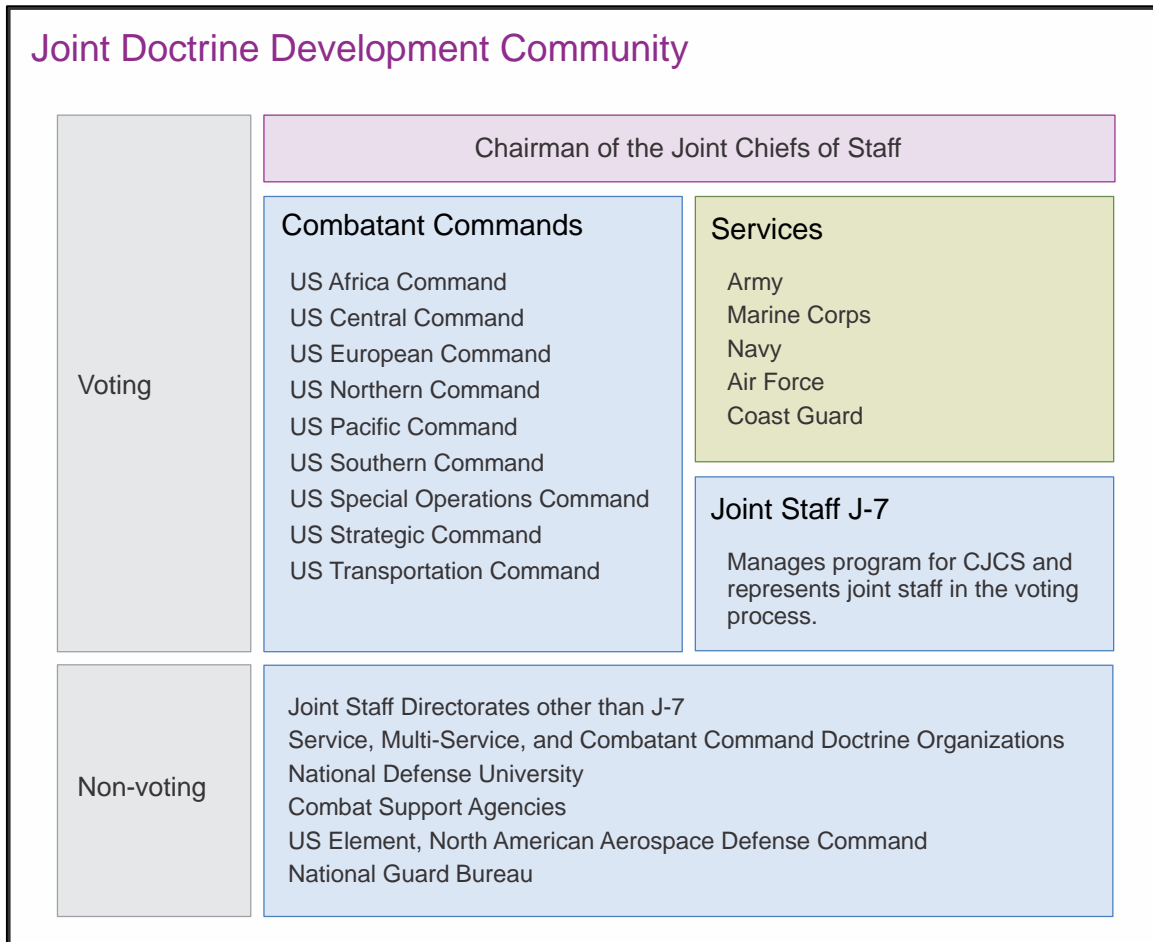 Joint Doctrine Development Community
Voting
Chairman of the Joint Chiefs of Staff
Combatant Commands
US Africa Command
US Central Command
US European Command
US Northern Command
US Pacific Command
US Southern Command
US Special Operations Command
US Strategic Command
US Transportation Command
Services
Army
Marine Corps
Navy
Air Force
Coast Guard
Joint Staff J-7
Manages program for CJCS and
represents joint staff in the voting
process.
Non-voting
Joint Staff Directorates other than J-7
Service, Multi-Service, and Combatant Command Doctrine Organizations
National Defense University
Combat Support Agencies
US Element, North American Aerospace Defense Command
National Guard Bureau